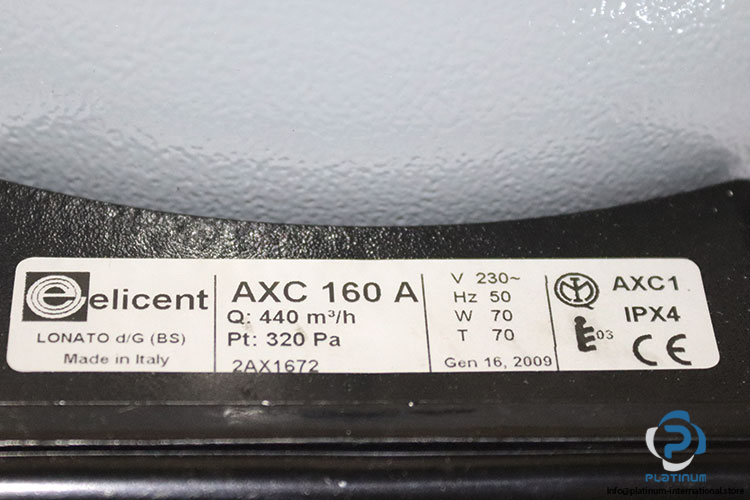 elicent
LONATO d/G (BS)
Made in Italy
AXC 160 A
Q: 440 m³/h
Pt: 320 Pa
2AX1672
V 230~
Hz 50
W 70
T 70
Gen 16, 2009
AXC1
IPX4
03
CE
PLATINUM
info@platinum-international.store